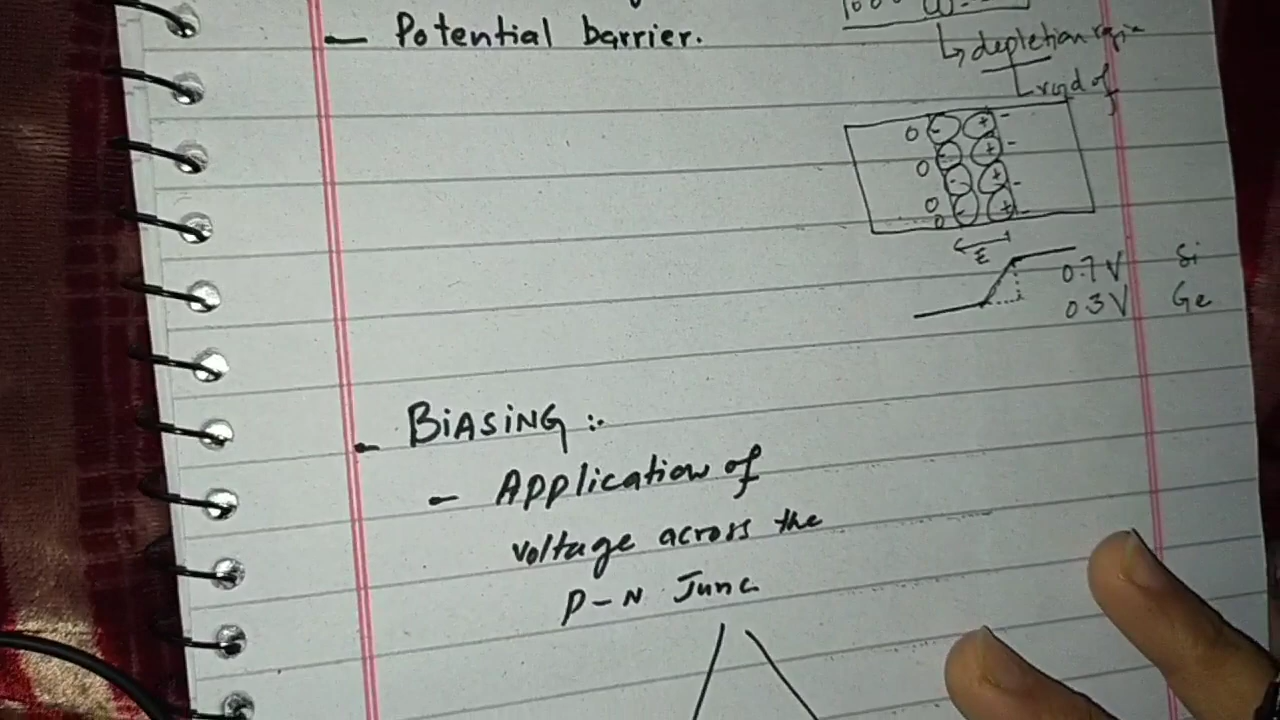 - Potential barrier.
↳ depletion
O - + -
O - + -
- + -
O - + -
O
E
0.7V Si
0.3V Ge
- BiASiNG :-
- Application of
voltage across the
P-N Junc